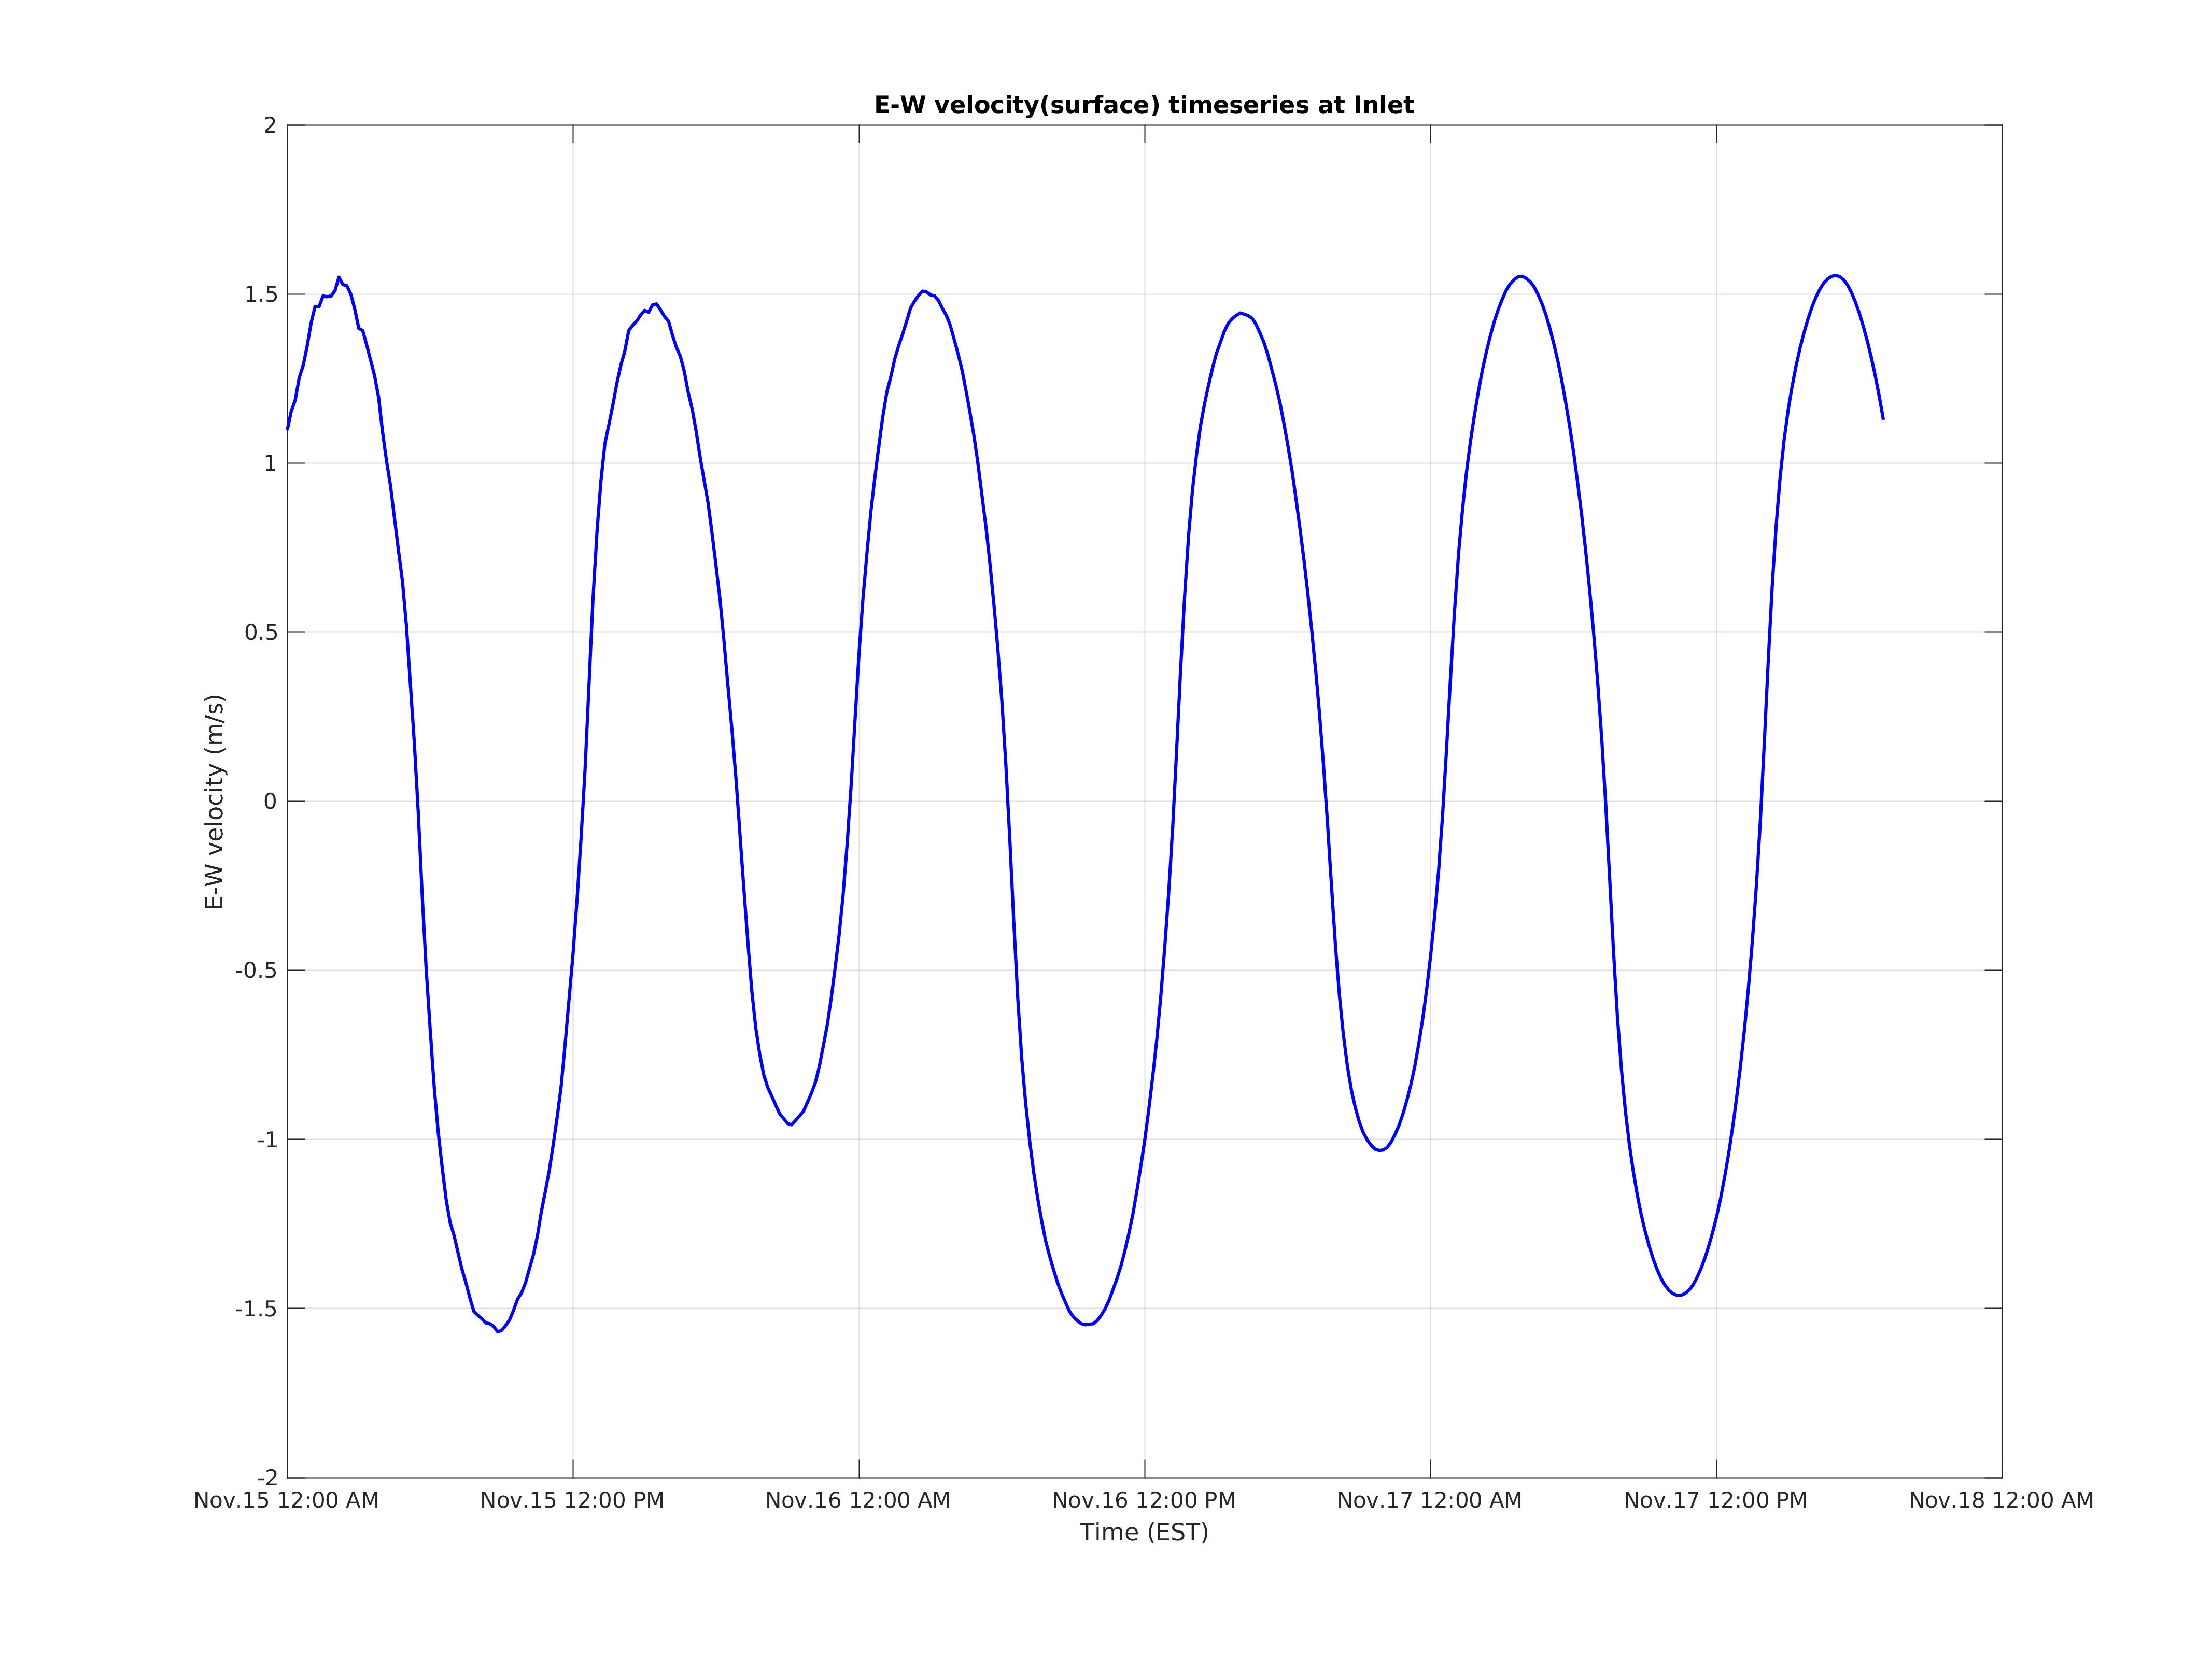 E-W velocity(surface) timeseries at Inlet
2
1.5
1
0.5
0
-0.5
-1
-1.5
-2
E-W velocity (m/s)
Nov.15 12:00 AM
Nov.15 12:00 PM
Nov.16 12:00 AM
Nov.16 12:00 PM
Nov.17 12:00 AM
Nov.17 12:00 PM
Nov.18 12:00 AM
Time (EST)